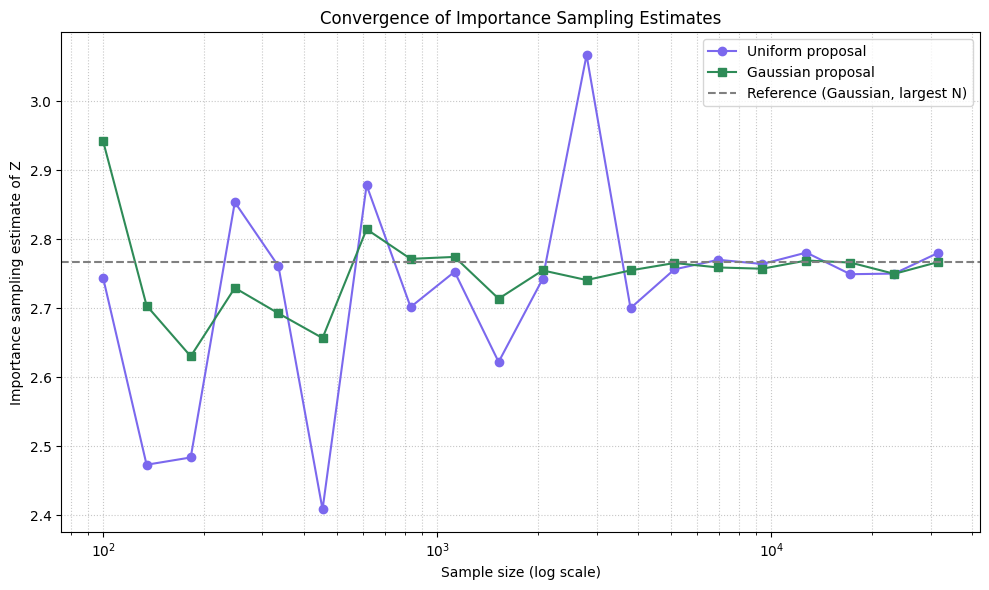 Convergence of Importance Sampling Estimates
Uniform proposal
Gaussian proposal
Reference (Gaussian, largest N)
Importance sampling estimate of Z
3.0
2.9
2.8
2.7
2.6
2.5
2.4
10²
10³
10⁴
Sample size (log scale)